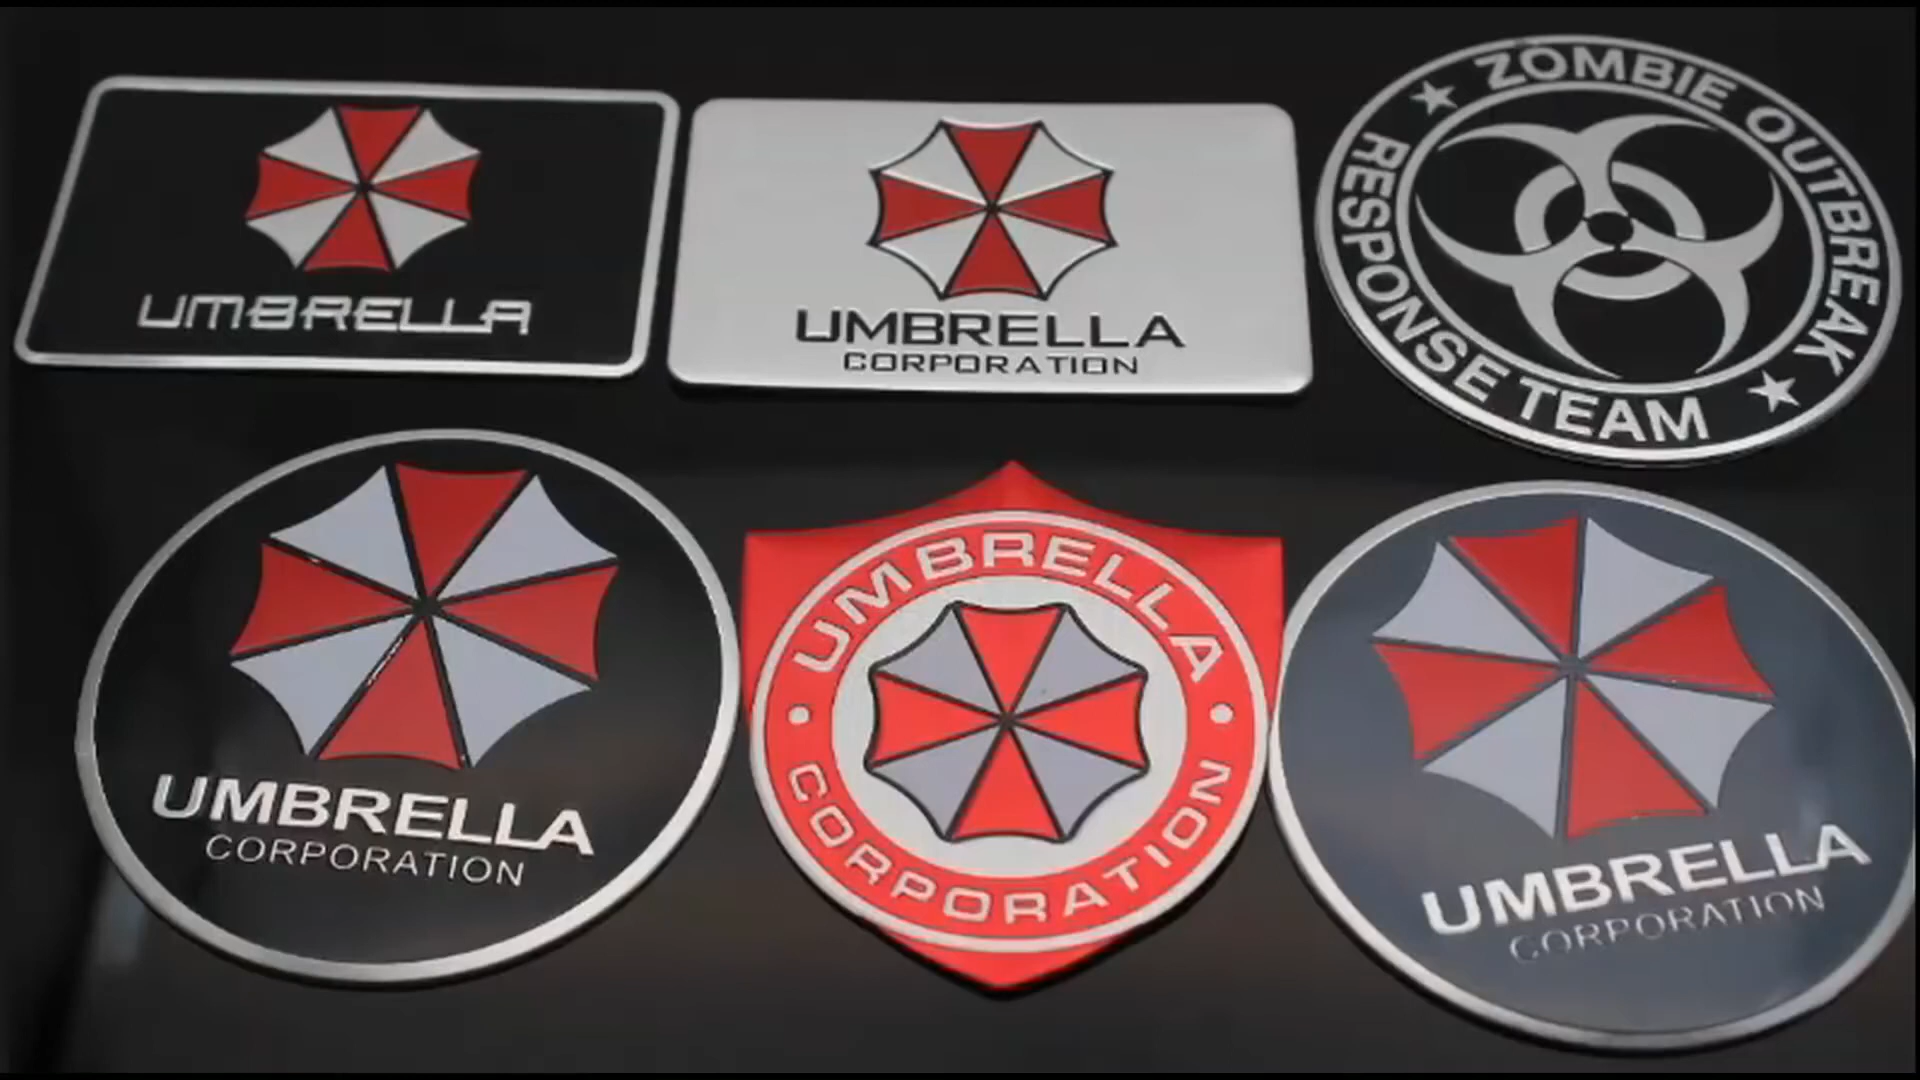 UMBRELLA
UMBRELLA
CORPORATION
ZOMBIE OUTBREAK
RESPONSE TEAM
UMBRELLA
CORPORATION
UMBRELLA
CORPORATION
UMBRELLA
CORPORATION